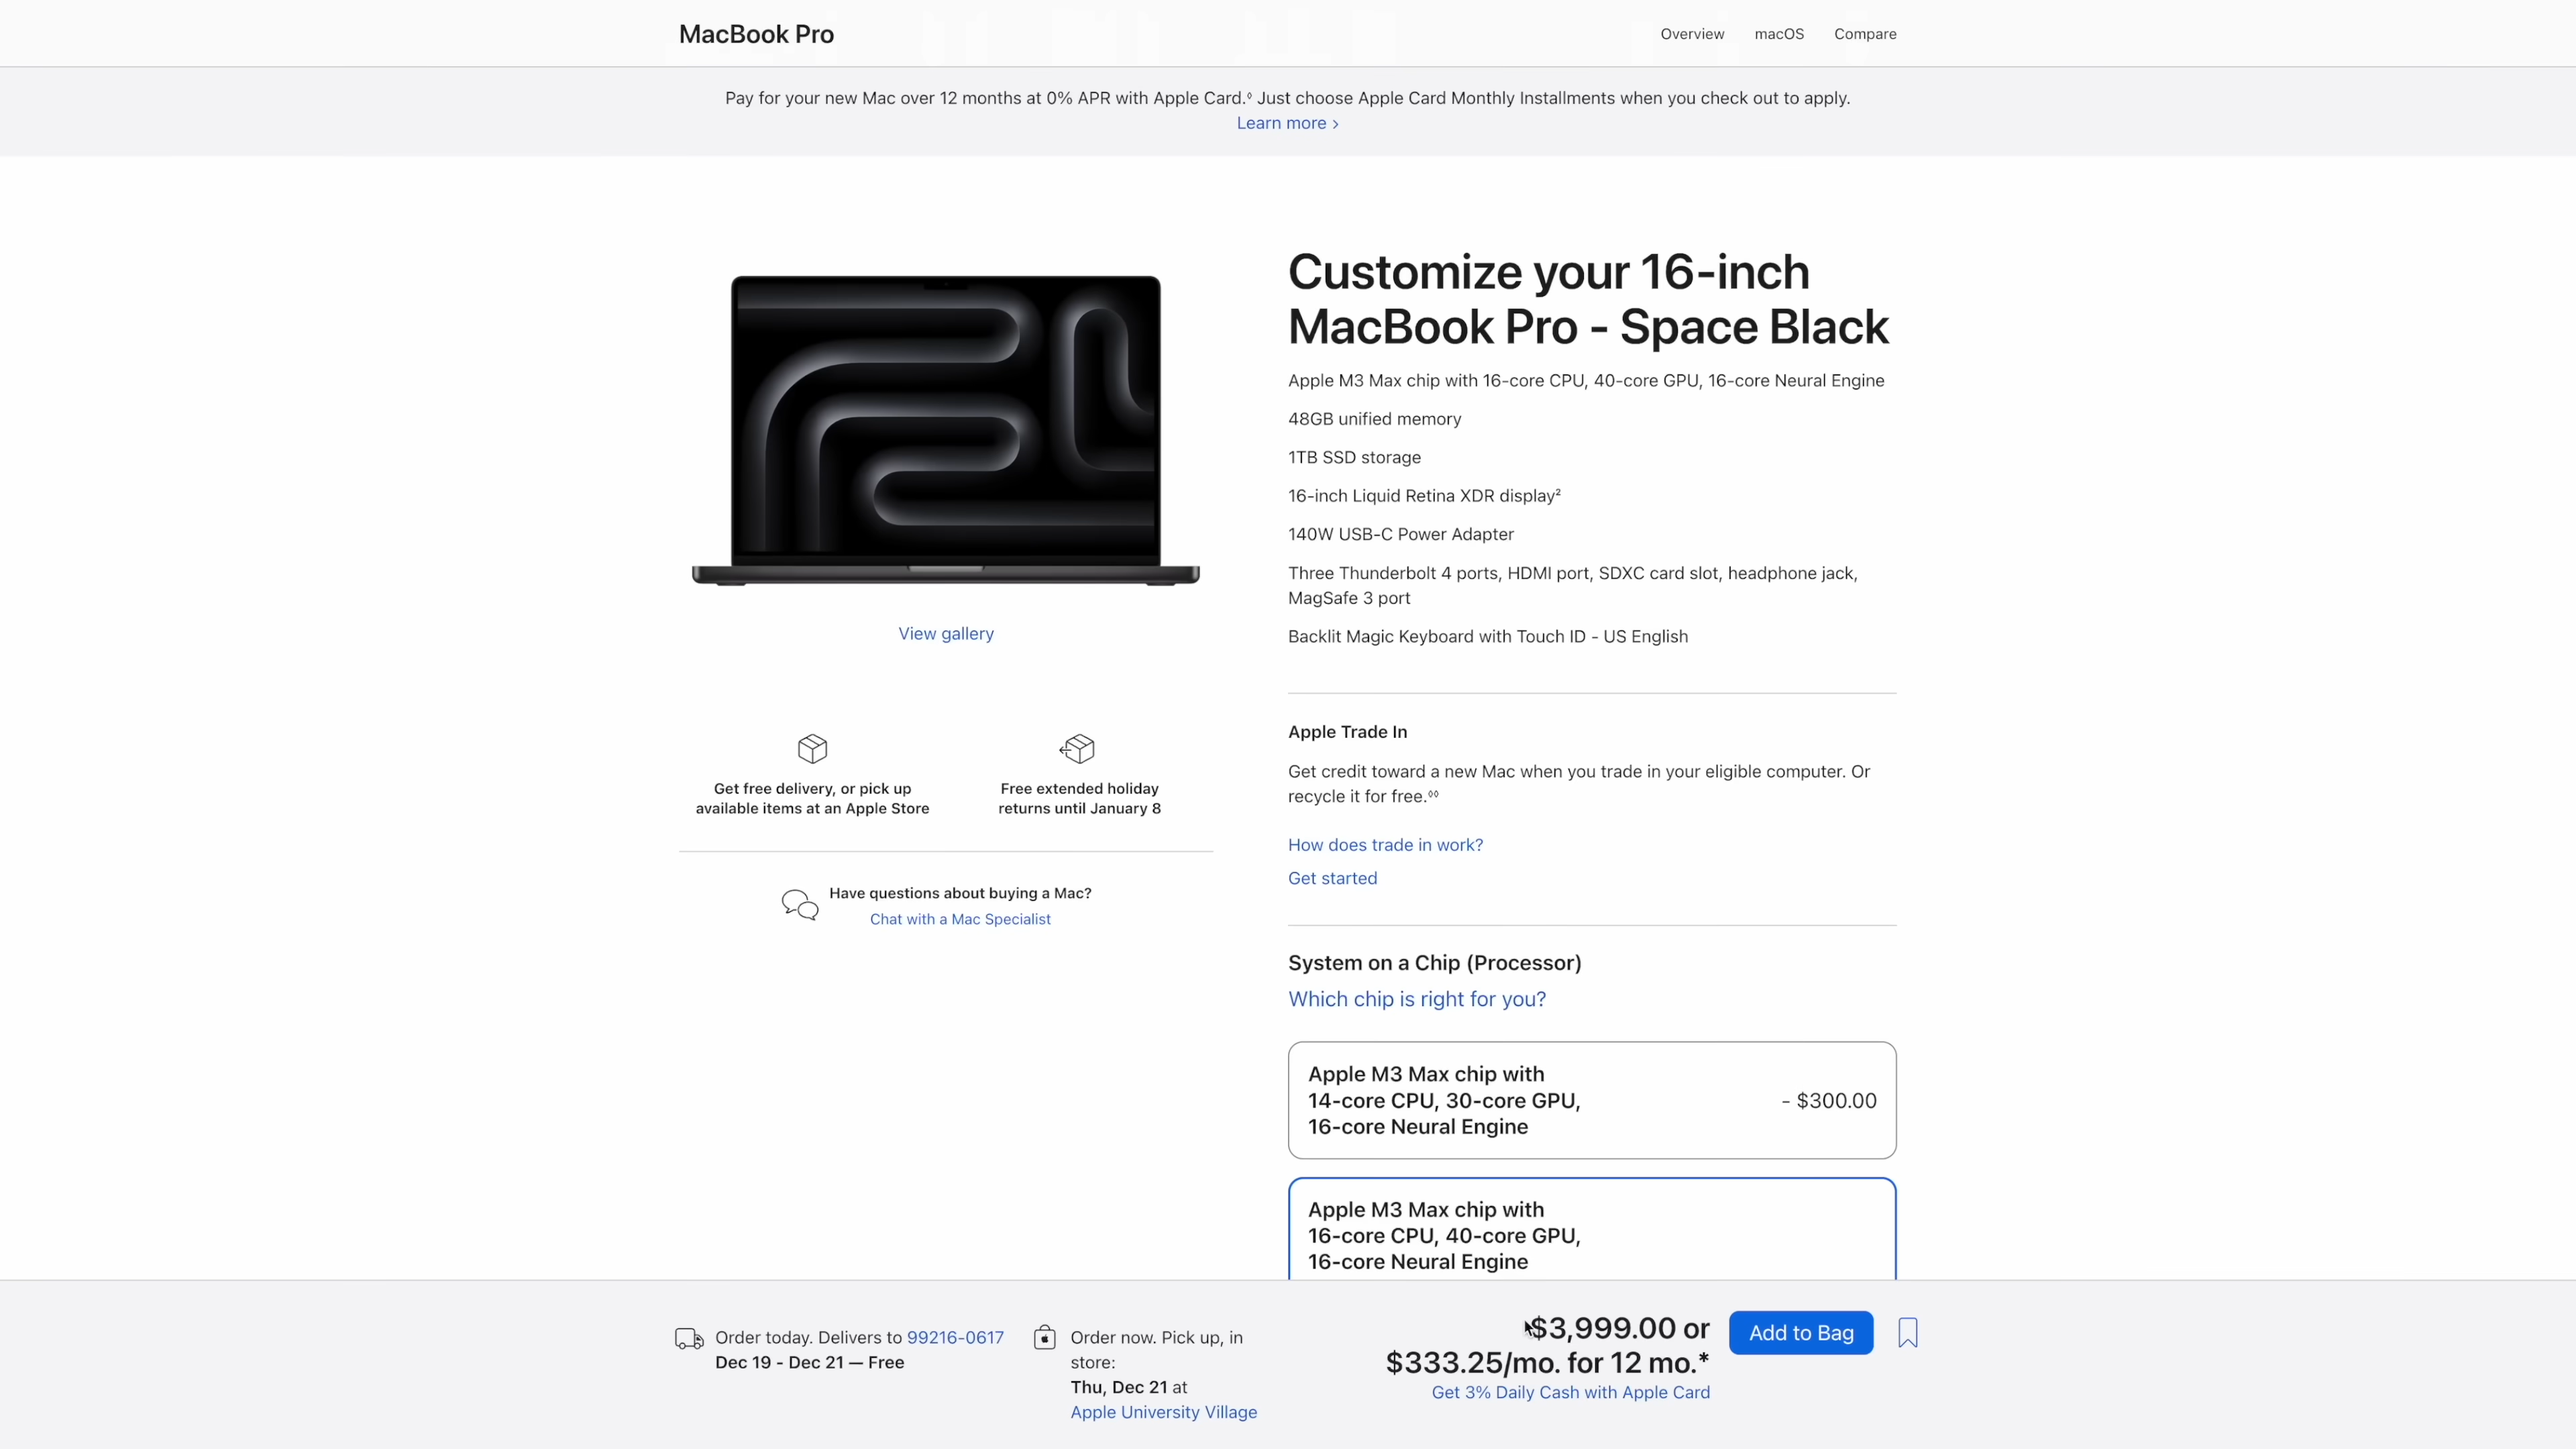 MacBook Pro
Overview
macOS
Compare
Pay for your new Mac over 12 months at 0% APR with Apple Card.◊ Just choose Apple Card Monthly Installments when you check out to apply.
Learn more >
Customize your 16-inch
MacBook Pro - Space Black
Apple M3 Max chip with 16-core CPU, 40-core GPU, 16-core Neural Engine
48GB unified memory
1TB SSD storage
16-inch Liquid Retina XDR display²
140W USB-C Power Adapter
Three Thunderbolt 4 ports, HDMI port, SDXC card slot, headphone jack,
MagSafe 3 port
Backlit Magic Keyboard with Touch ID - US English
View gallery
Get free delivery, or pick up
available items at an Apple Store
Free extended holiday
returns until January 8
Have questions about buying a Mac?
Chat with a Mac Specialist
Apple Trade In
Get credit toward a new Mac when you trade in your eligible computer. Or
recycle it for free.◊◊
How does trade in work?
Get started
System on a Chip (Processor)
Which chip is right for you?
Apple M3 Max chip with
14-core CPU, 30-core GPU,
16-core Neural Engine
- $300.00
Apple M3 Max chip with
16-core CPU, 40-core GPU,
16-core Neural Engine
Order today. Delivers to 99216-0617
Dec 19 - Dec 21 — Free
Order now. Pick up, in
store:
Thu, Dec 21 at
Apple University Village
$3,999.00 or
$333.25/mo. for 12 mo.*
Get 3% Daily Cash with Apple Card
Add to Bag